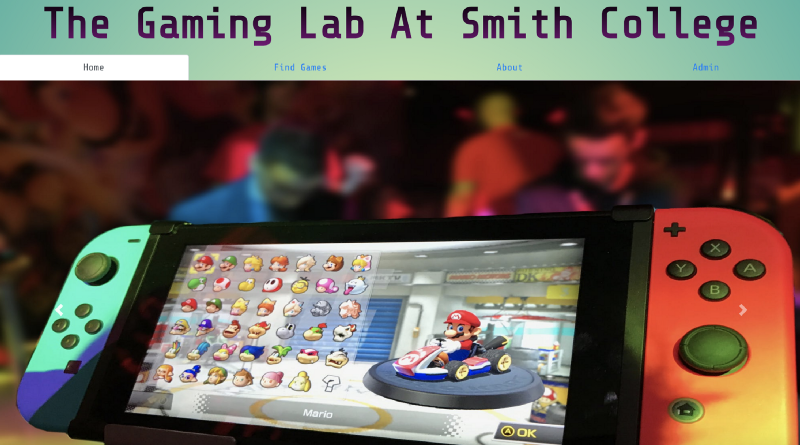 The Gaming Lab At Smith College
Home Find Games About Admin
X
Y A
B
Mario
A OK